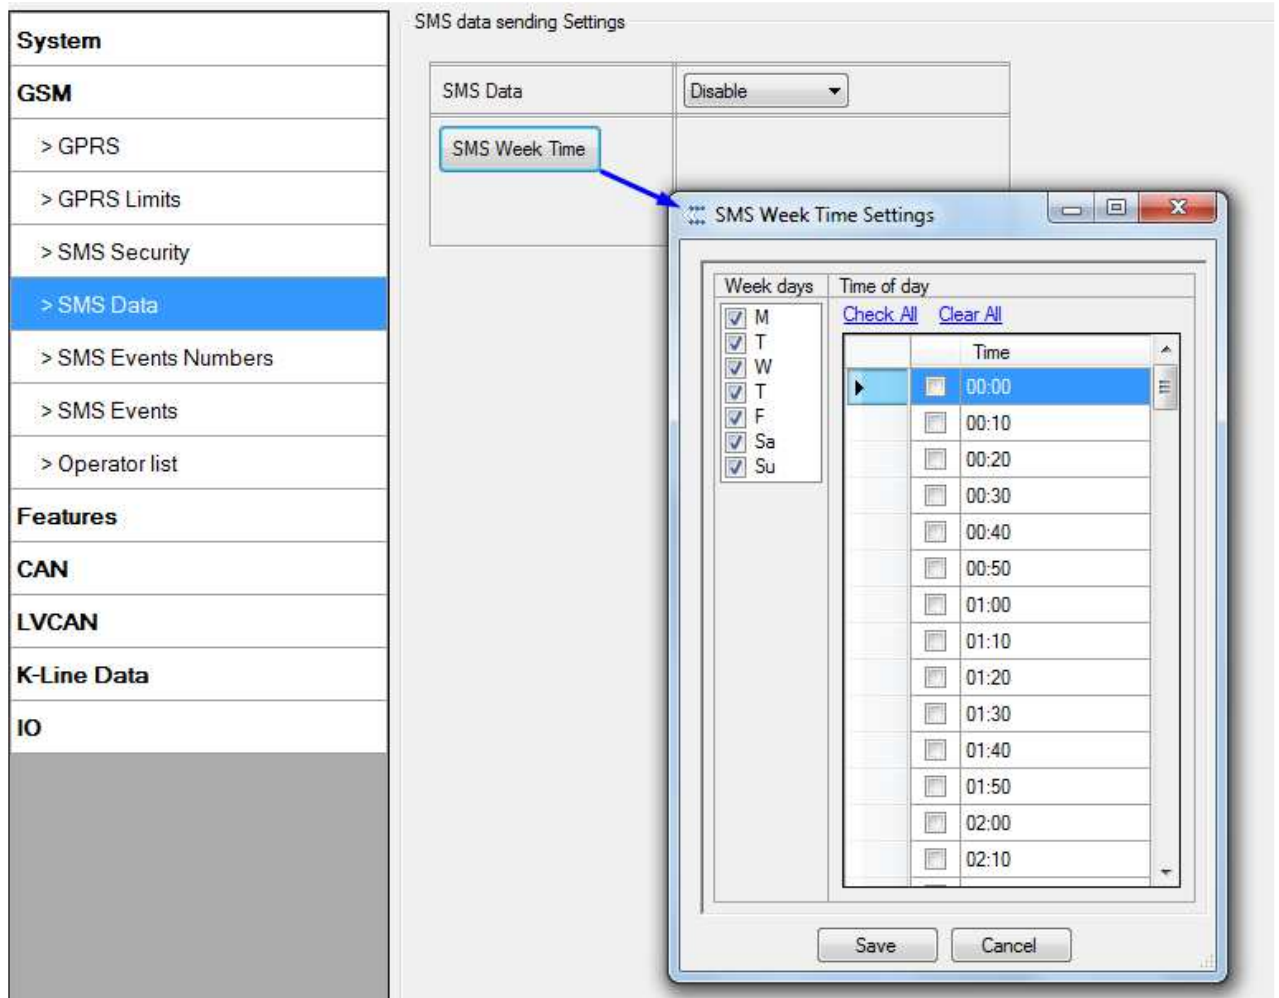 System
GSM
> GPRS
> GPRS Limits
> SMS Security
> SMS Data
> SMS Events Numbers
> SMS Events
> Operator list
Features
CAN
LVCAN
K-Line Data
IO
SMS data sending Settings
SMS Data
Disable
SMS Week Time
SMS Week Time Settings
Week days
M
T
W
T
F
Sa
Su
Time of day
Check All Clear All
Time
00:00
00:10
00:20
00:30
00:40
00:50
01:00
01:10
01:20
01:30
01:40
01:50
02:00
02:10
Save
Cancel